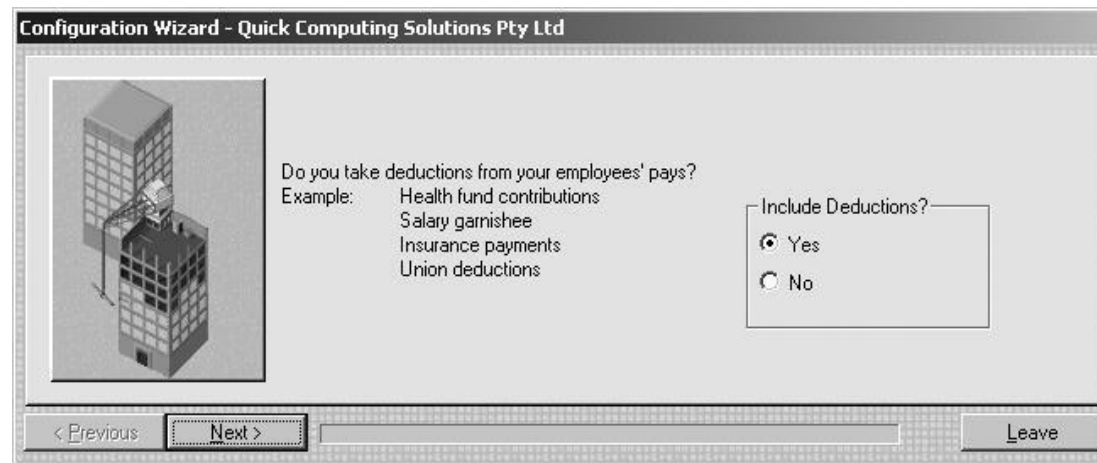 Configuration Wizard - Quick Computing Solutions Pty Ltd
Do you take deductions from your employees' pays?
Example: Health fund contributions
Salary garnishee
Insurance payments
Union deductions
Include Deductions?
Yes
No
< Previous Next > Leave